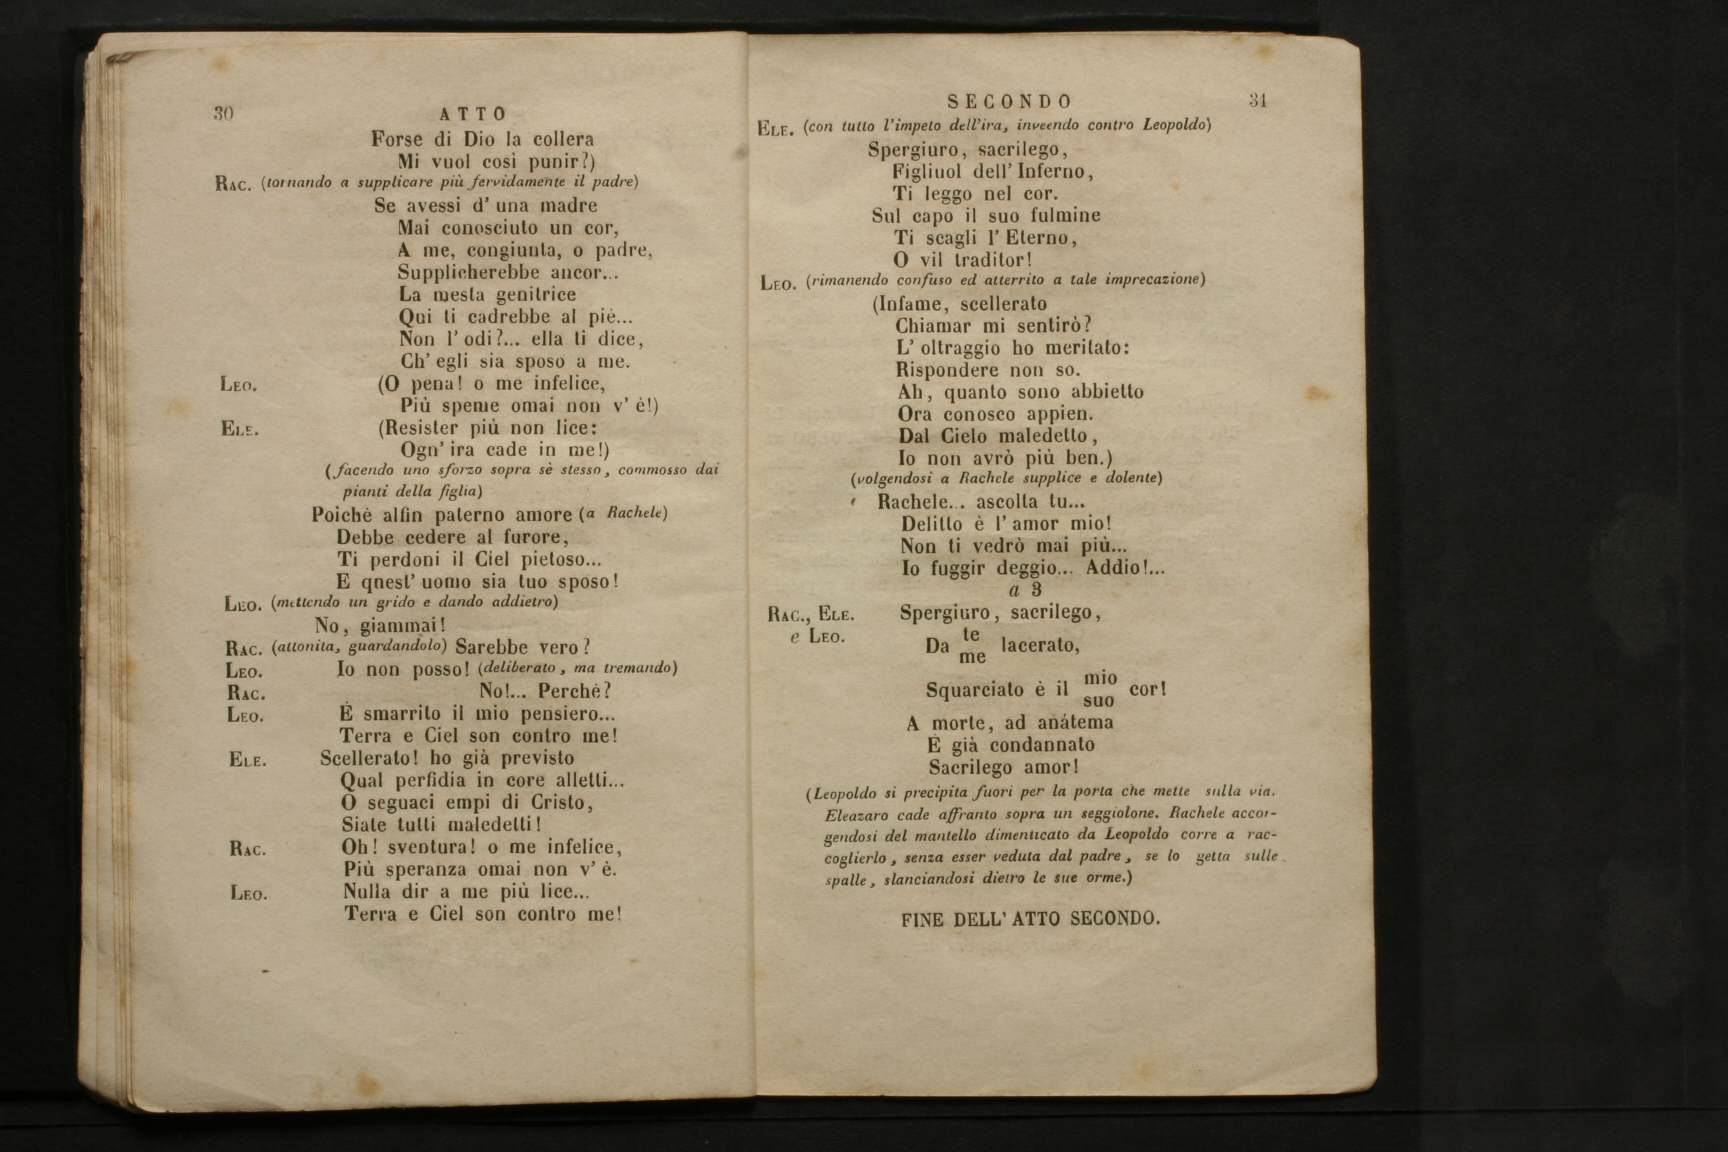 30
ATTO
Forse di Dio la collera
Mi vuol così punir?)
RAC. (tornando a supplicare più fervidamente il padre)
Se avessi d' una madre
Mai conosciuto un cor,
A me, congiunta, o padre,
Supplicherebbe ancor...
La mesta genitrice
Qui ti cadrebbe al piè...
Non l' odi?... ella ti dice,
Ch' egli sia sposo a me.
LEO. (O pena! o me infelice,
Più speme omai non v' è!)
ELE. (Resister più non lice:
Ogn' ira cade in me!)
(facendo uno sforzo sopra sè stesso, commosso dai
pianti della figlia)
Poichè alfin paterno amore (a Rachele)
Debbe cedere al furore,
Ti perdoni il Ciel pietoso...
E qnest' uomo sia tuo sposo!
LEO. (mettendo un grido e dando addietro)
No, giammai!
RAC. (attonita, guardandolo) Sarebbe vero?
LEO. Io non posso! (deliberato, ma tremando)
RAC. No!... Perchè?
LEO. È smarrito il mio pensiero...
Terra e Ciel son contro me!
ELE. Scellerato! ho già previsto
Qual perfidia in core alletti...
O seguaci empi di Cristo,
Siate tutti maledetti!
RAC. Oh! sventura! o me infelice,
Più speranza omai non v' è.
LEO. Nulla dir a me più lice...
Terra e Ciel son contro me!
SECONDO
31
ELE. (con tutto l'impeto dell'ira, inveendo contro Leopoldo)
Spergiuro, sacrilego,
Figliuol dell' Inferno,
Ti leggo nel cor.
Sul capo il suo fulmine
Ti scagli l' Eterno,
O vil traditor!
LEO. (rimanendo confuso ed atterrito a tale imprecazione)
(Infame, scellerato
Chiamar mi sentirò?
L' oltraggio ho meritato:
Rispondere non so.
Ah, quanto sono abbietto
Ora conosco appien.
Dal Cielo maledetto,
Io non avrò più ben.)
(volgendosi a Rachele supplice e dolente)
Rachele... ascolta tu...
Delitto è l' amor mio!
Non ti vedrò mai più...
Io fuggir deggio... Addio!...
a 3
RAC., ELE. Spergiuro, sacrilego,
e LEO.
te
Da lacerato,
me
mio
Squarciato è il cor!
suo
A morte, ad anátema
È già condannato
Sacrilego amor!
(Leopoldo si precipita fuori per la porta che mette sulla via.
Eleazaro cade affranto sopra un seggiolone. Rachele accor-
gendosi del mantello dimenticato da Leopoldo corre a rac-
coglierlo, senza esser veduta dal padre, se lo getta sulle
spalle, slanciandosi dietro le sue orme.)
FINE DELL' ATTO SECONDO.